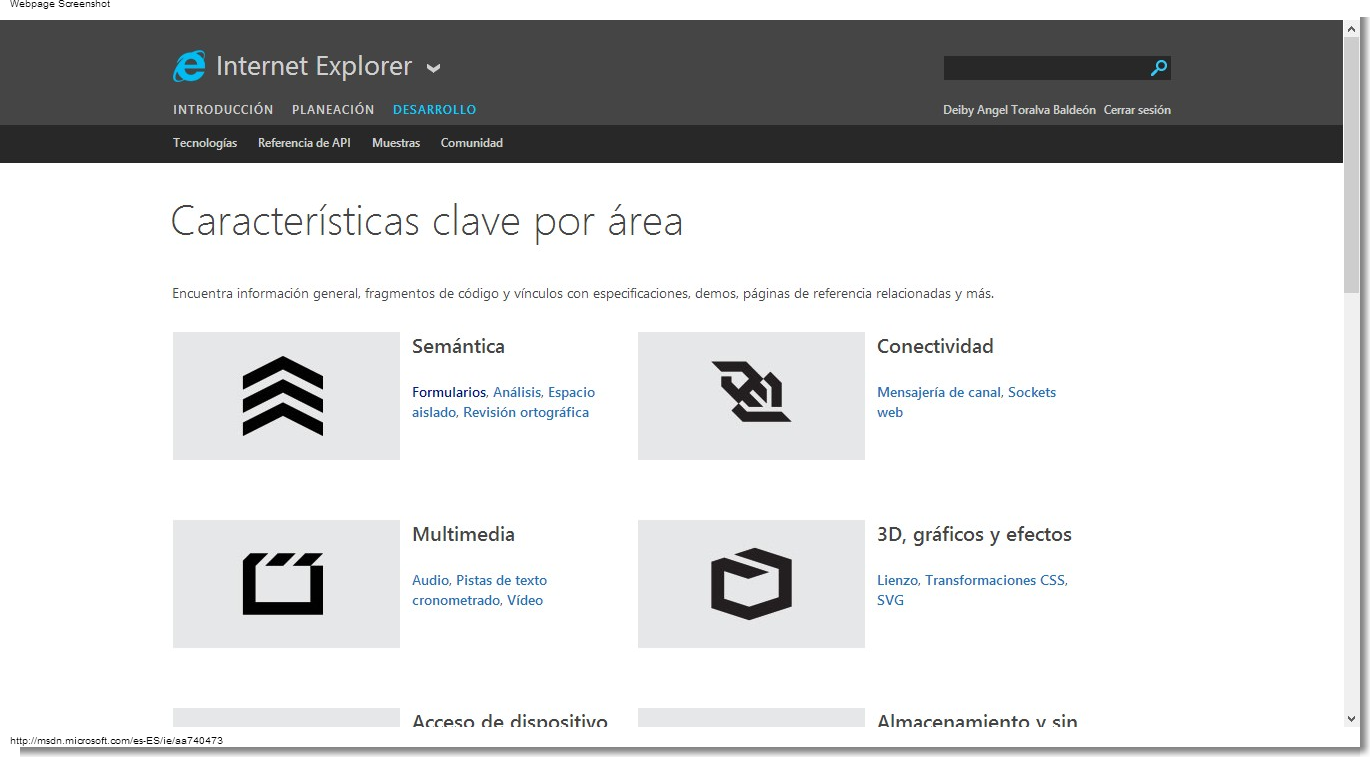 Webpage Screenshot
Internet Explorer
INTRODUCCIÓN PLANEACIÓN DESARROLLO
Deiby Angel Toralva Baldeón Cerrar sesión
Tecnologías Referencia de API Muestras Comunidad
Características clave por área
Encuentra información general, fragmentos de código y vínculos con especificaciones, demos, páginas de referencia relacionadas y más.
Semántica
Formularios, Análisis, Espacio
aislado, Revisión ortográfica
Conectividad
Mensajería de canal, Sockets
web
Multimedia
Audio, Pistas de texto
cronometrado, Vídeo
3D, gráficos y efectos
Lienzo, Transformaciones CSS,
SVG
Acceso de dispositivo
Almacenamiento y sin
http://msdn.microsoft.com/es-ES/ie/aa740473